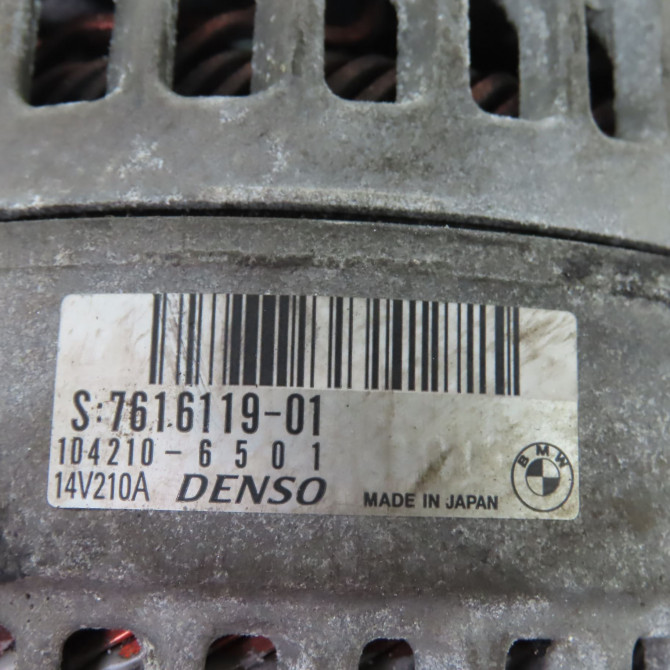 S:7616119-01
104210-6501
14V210A DENSO MADE IN JAPAN BMW